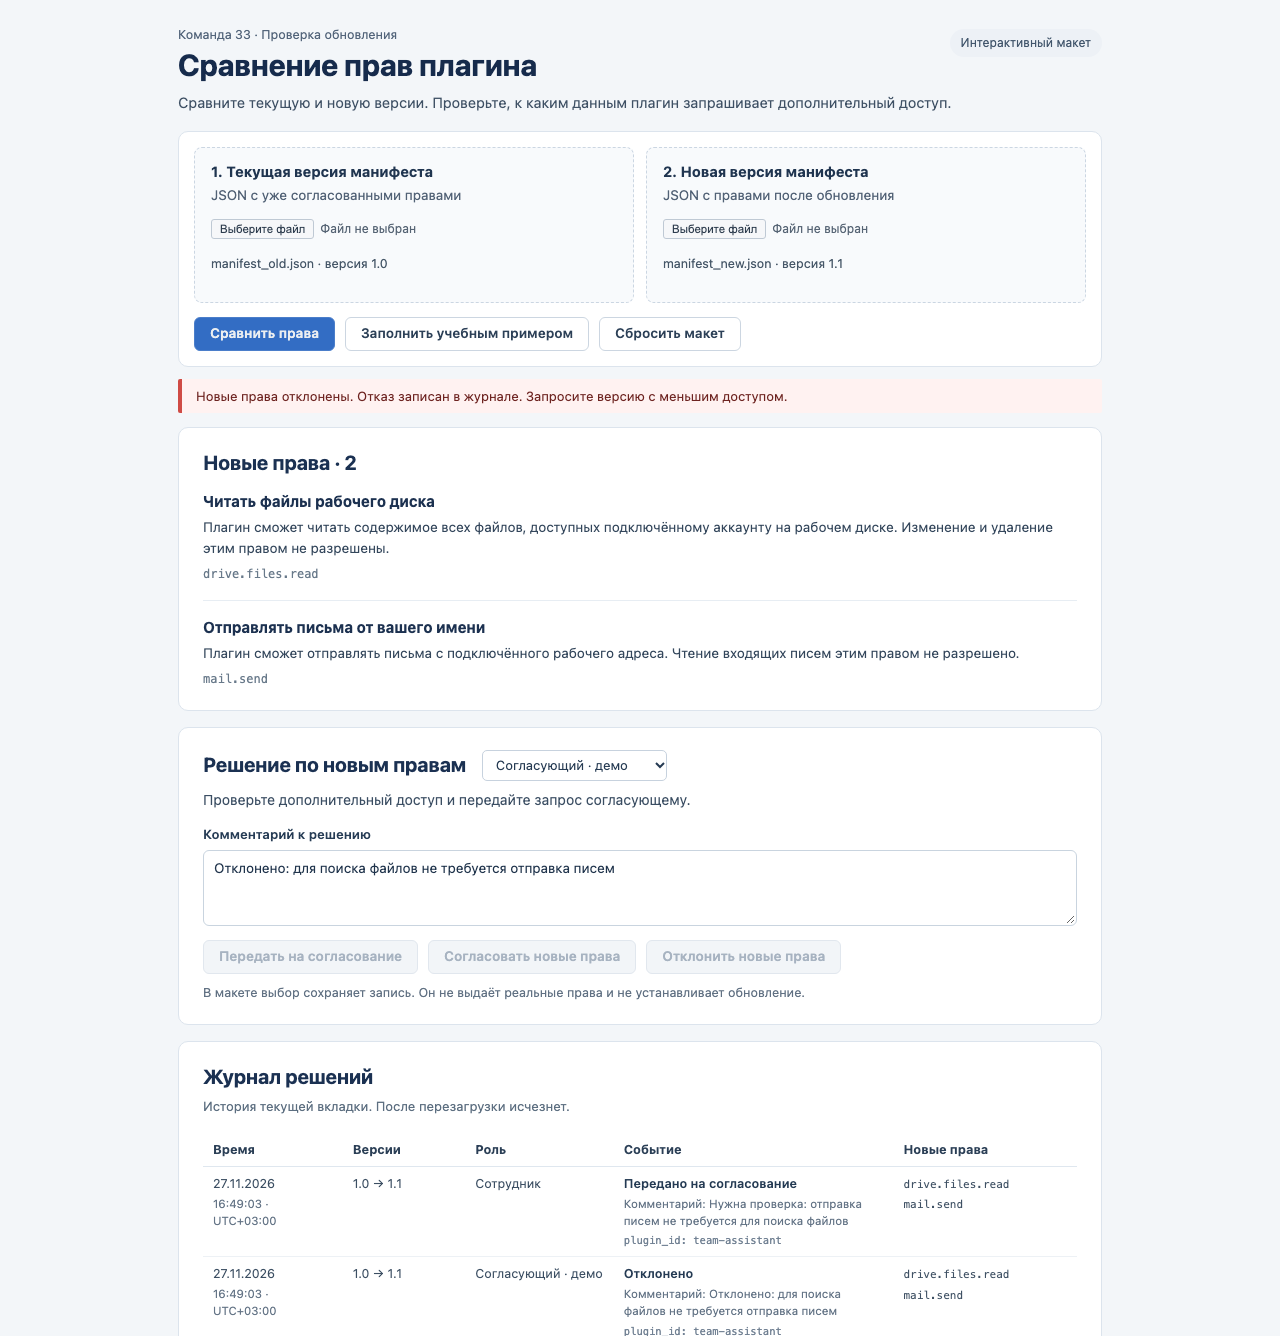 Команда 33 · Проверка обновления
Интерактивный макет
Сравнение прав плагина
Сравните текущую и новую версии. Проверьте, к каким данным плагин запрашивает дополнительный доступ.
1. Текущая версия манифеста
JSON с уже согласованными правами
Выберите файл Файл не выбран
manifest_old.json · версия 1.0
2. Новая версия манифеста
JSON с правами после обновления
Выберите файл Файл не выбран
manifest_new.json · версия 1.1
Сравнить права
Заполнить учебным примером
Сбросить макет
Новые права отклонены. Отказ записан в журнале. Запросите версию с меньшим доступом.
Новые права · 2
Читать файлы рабочего диска
Плагин сможет читать содержимое всех файлов, доступных подключённому аккаунту на рабочем диске. Изменение и удаление
этим правом не разрешены.
drive.files.read
Отправлять письма от вашего имени
Плагин сможет отправлять письма с подключённого рабочего адреса. Чтение входящих писем этим правом не разрешено.
mail.send
Решение по новым правам
Согласующий · демо
Проверьте дополнительный доступ и передайте запрос согласующему.
Комментарий к решению
Отклонено: для поиска файлов не требуется отправка писем
Передать на согласование
Согласовать новые права
Отклонить новые права
В макете выбор сохраняет запись. Он не выдаёт реальные права и не устанавливает обновление.
Журнал решений
История текущей вкладки. После перезагрузки исчезнет.
Время Версии Роль Событие Новые права
27.11.2026
16:49:03 ·
UTC+03:00
1.0 → 1.1
Сотрудник
Передано на согласование
Комментарий: Нужна проверка: отправка
писем не требуется для поиска файлов
plugin_id: team-assistant
drive.files.read
mail.send
27.11.2026
16:49:03 ·
UTC+03:00
1.0 → 1.1
Согласующий · демо
Отклонено
Комментарий: Отклонено: для поиска
файлов не требуется отправка писем
plugin_id: team-assistant
drive.files.read
mail.send